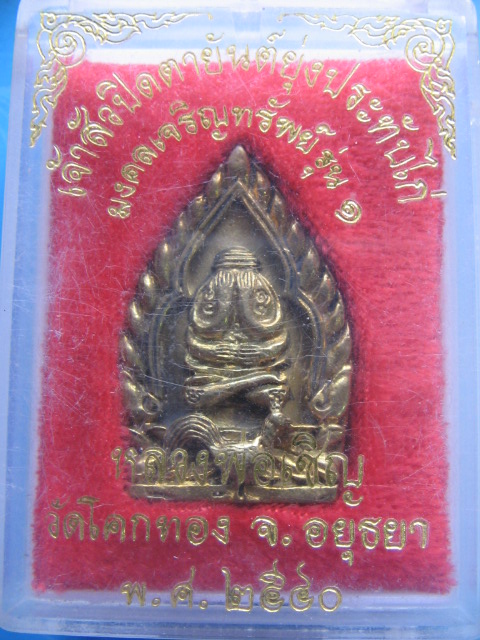 เจ้าสัวปิดตายันต์ยุ่งประทับไก่
มงคลเจริญทรัพย์ รุ่น ๑
หลวงพ่อเชิญ
วัดโคกทอง จ. อยุธยา
พ.ศ. ๒๕๔๐